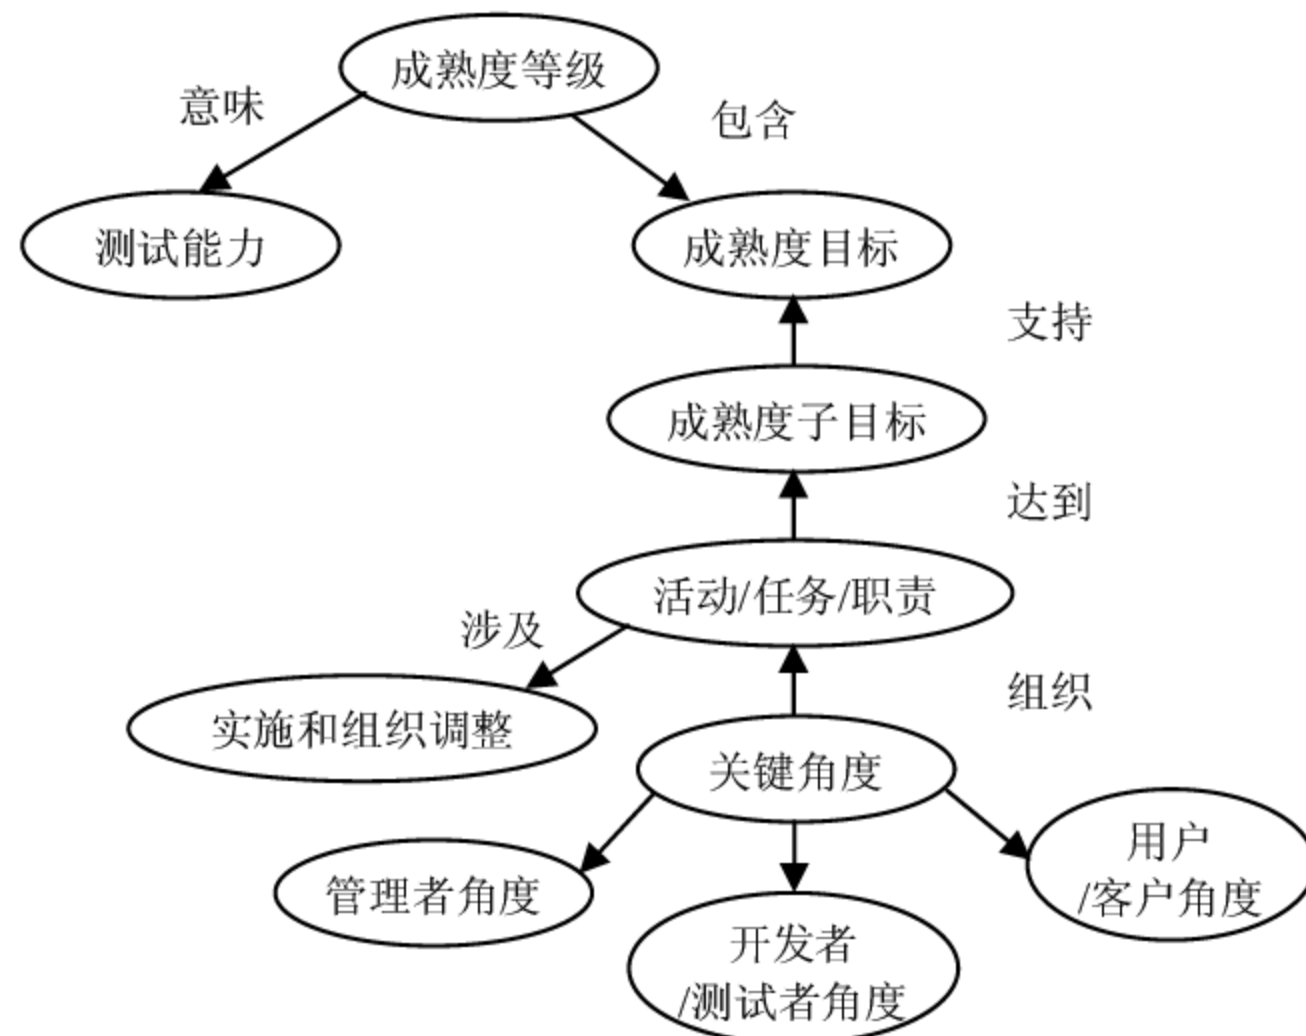 成熟度等级
意味
包含
测试能力
成熟度目标
支持
成熟度子目标
达到
活动/任务/职责
涉及
组织
实施和组织调整
关键角度
用户
/客户角度
管理者角度
开发者
/测试者角度